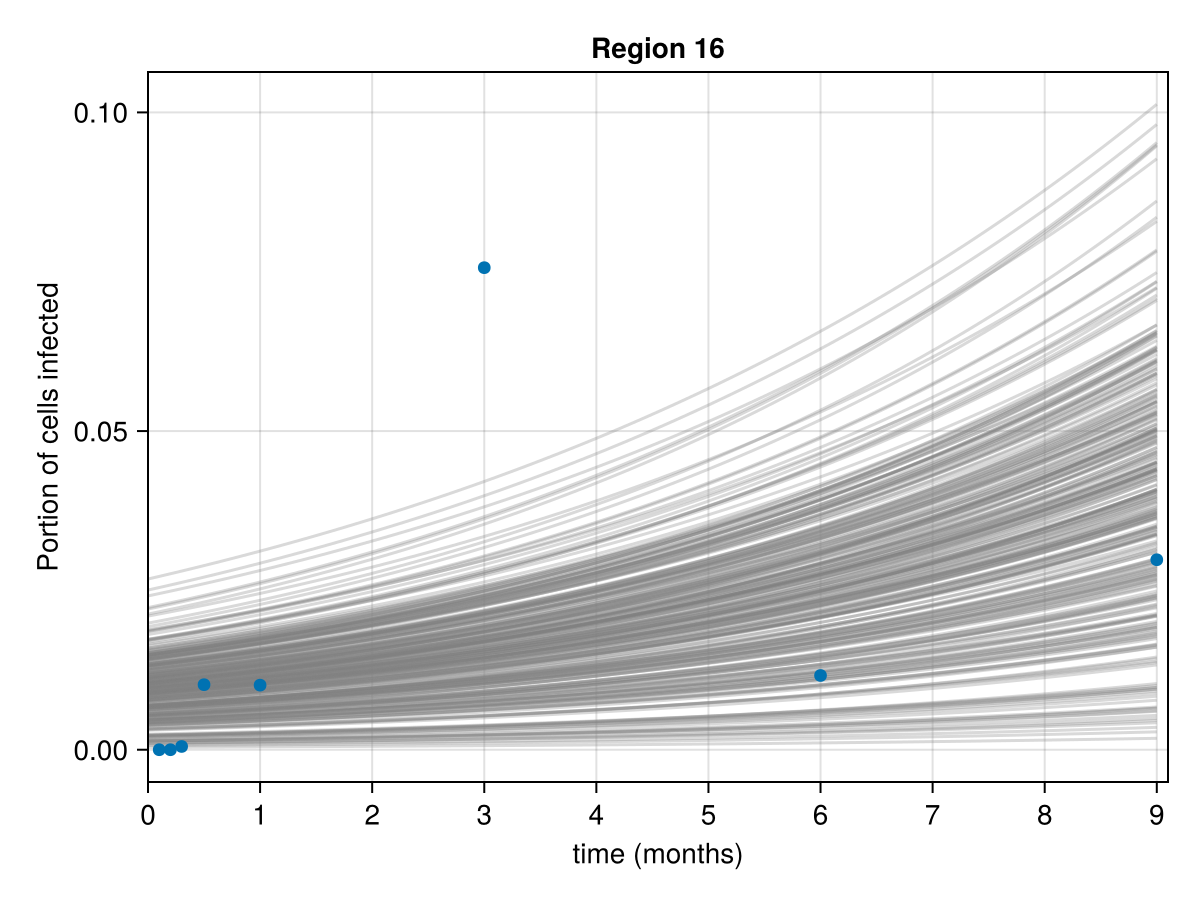 Region 16
Portion of cells infected
0.10
0.05
0.00
0 1 2 3 4 5 6 7 8 9
time (months)